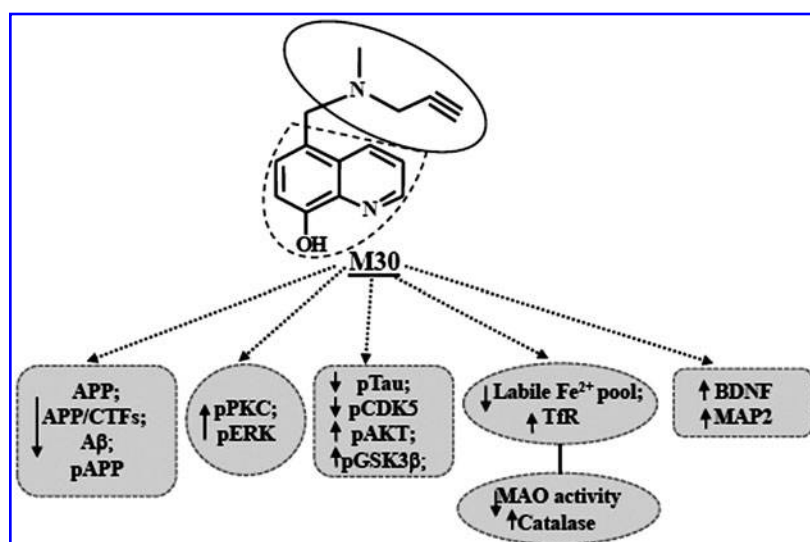 N
N
OH
M30
APP;
APP/CTFs;
Aβ;
pAPP
pPKC;
pERK
pTau;
pCDK5
pAKT;
pGSK3β;
Labile Fe²⁺ pool;
TfR
MAO activity
Catalase
BDNF
MAP2